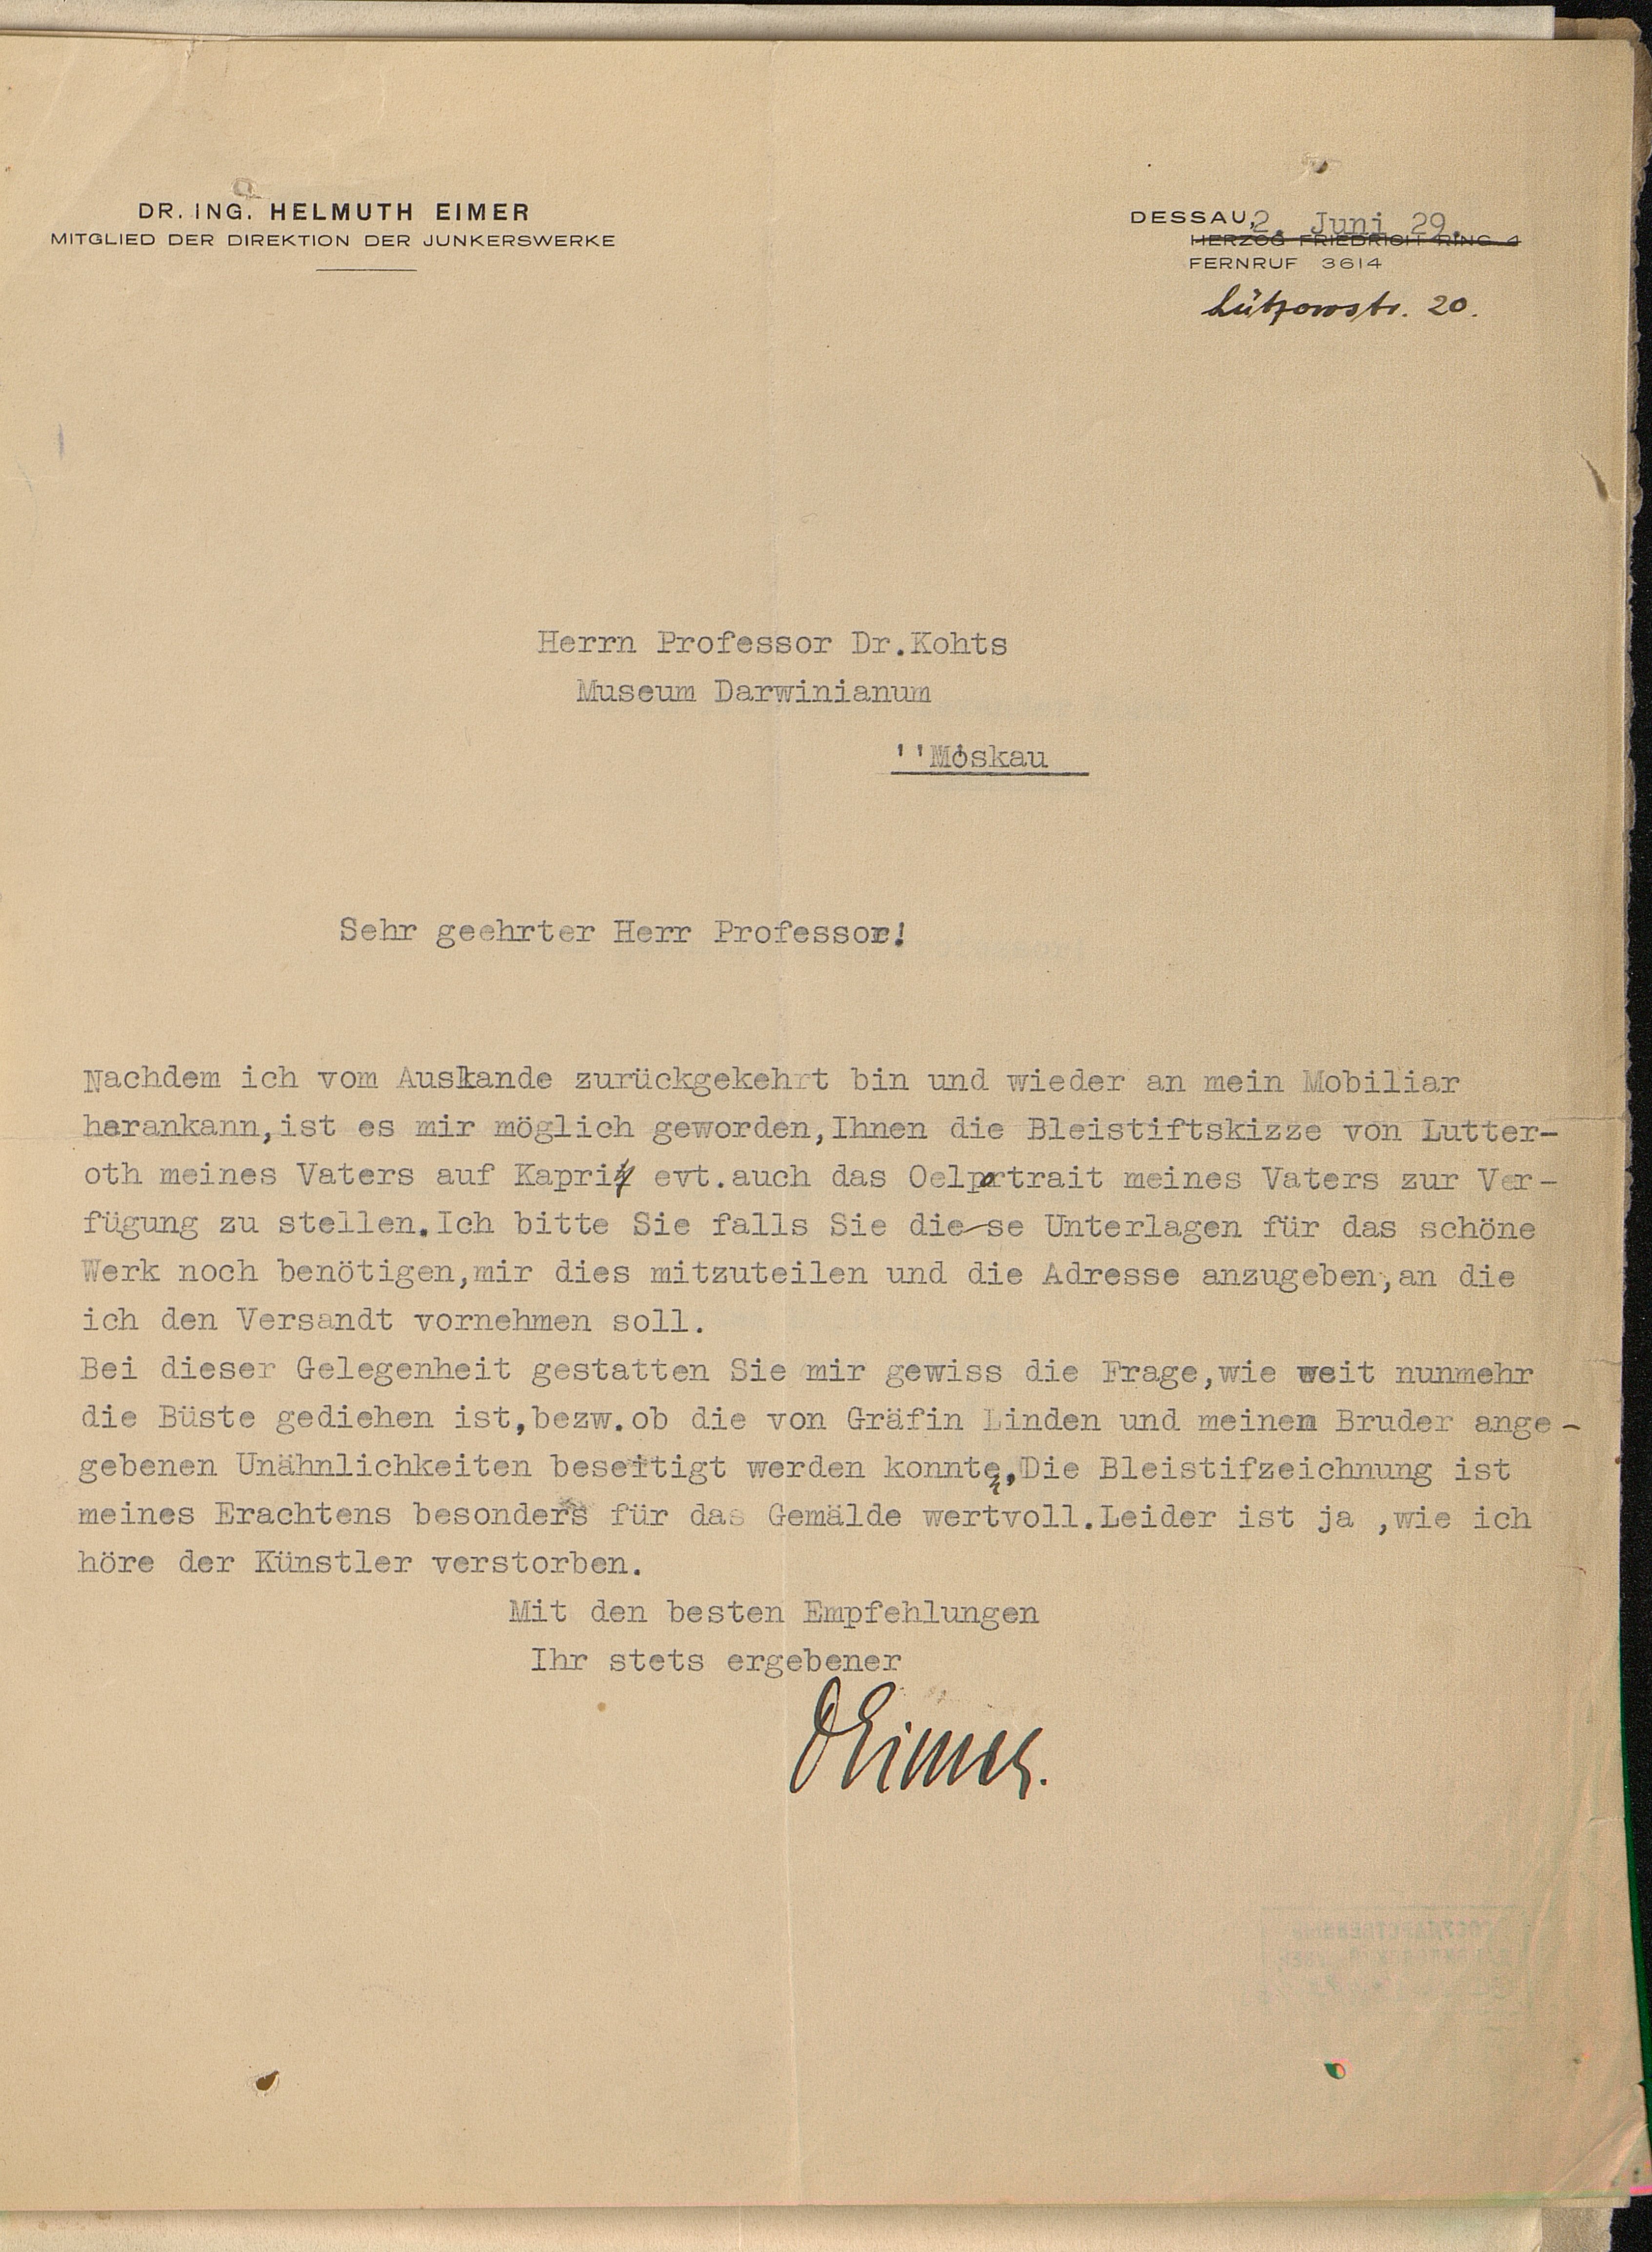 DR. ING. HELMUTH EIMER
MITGLIED DER DIREKTION DER JUNKERSWERKE
DESSAU, 2. Juni 29.
HERZOG FRIEDRICH RING 4
FERNRUF 3614
Lützowstr. 20.
Herrn Professor Dr.Kohts
Museum Darwinianum
''Moskau
Sehr geehrter Herr Professor!
Nachdem ich vom Auslande zurückgekehrt bin und wieder an mein Mobiliar
herankann,ist es mir möglich geworden,Ihnen die Bleistiftskizze von Lutter-
oth meines Vaters auf Kapri, evt.auch das Oelportrait meines Vaters zur Ver-
fügung zu stellen.Ich bitte Sie falls Sie die-se Unterlagen für das schöne
Werk noch benötigen,mir dies mitzuteilen und die Adresse anzugeben,an die
ich den Versandt vornehmen soll.
Bei dieser Gelegenheit gestatten Sie mir gewiss die Frage,wie weit nunmehr
die Büste gediehen ist,bezw.ob die von Gräfin Linden und meinem Bruder ange-
gebenen Unähnlichkeiten beseitigt werden konnten.Die Bleistifzeichnung ist
meines Erachtens besonders für das Gemälde wertvoll.Leider ist ja ,wie ich
höre der Künstler verstorben.
Mit den besten Empfehlungen
Ihr stets ergebener
Eimer.